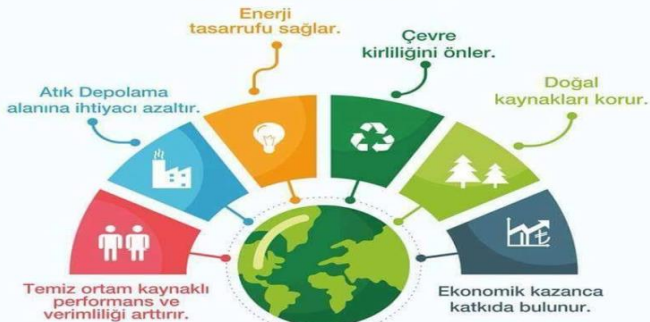 Enerji
tasarrufu sağlar.
Çevre
kirliliğini önler.
Atık Depolama
alanına ihtiyacı azaltır.
Doğal
kaynakları korur.
Temiz ortam kaynaklı
performans ve
verimliliği arttırır.
Ekonomik kazanca
katkıda bulunur.